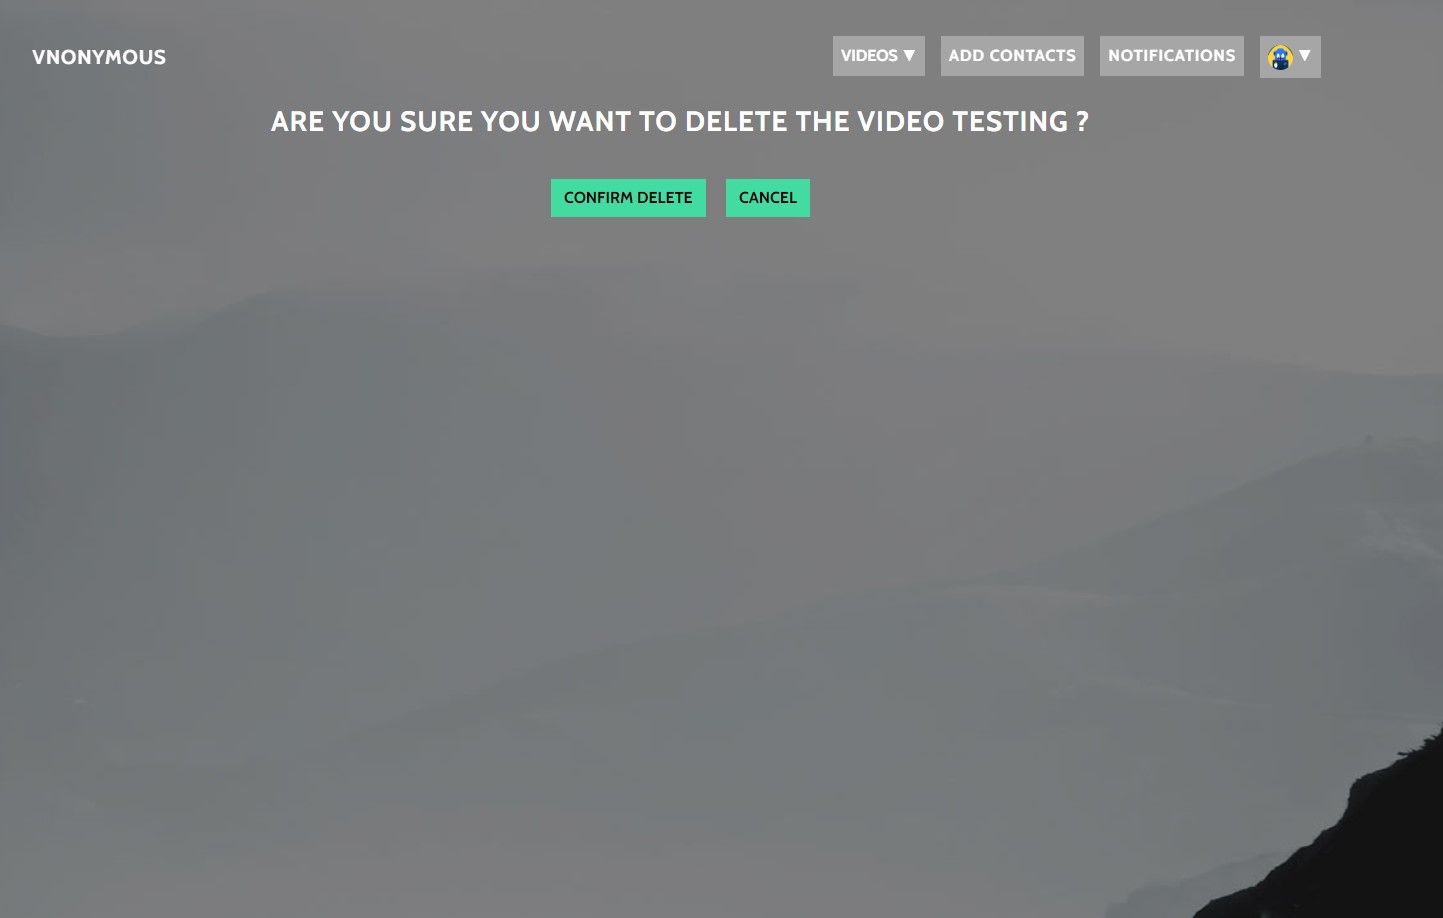 VNONYMOUS
VIDEOS ▼
ADD CONTACTS
NOTIFICATIONS
▼
ARE YOU SURE YOU WANT TO DELETE THE VIDEO TESTING ?
CONFIRM DELETE
CANCEL